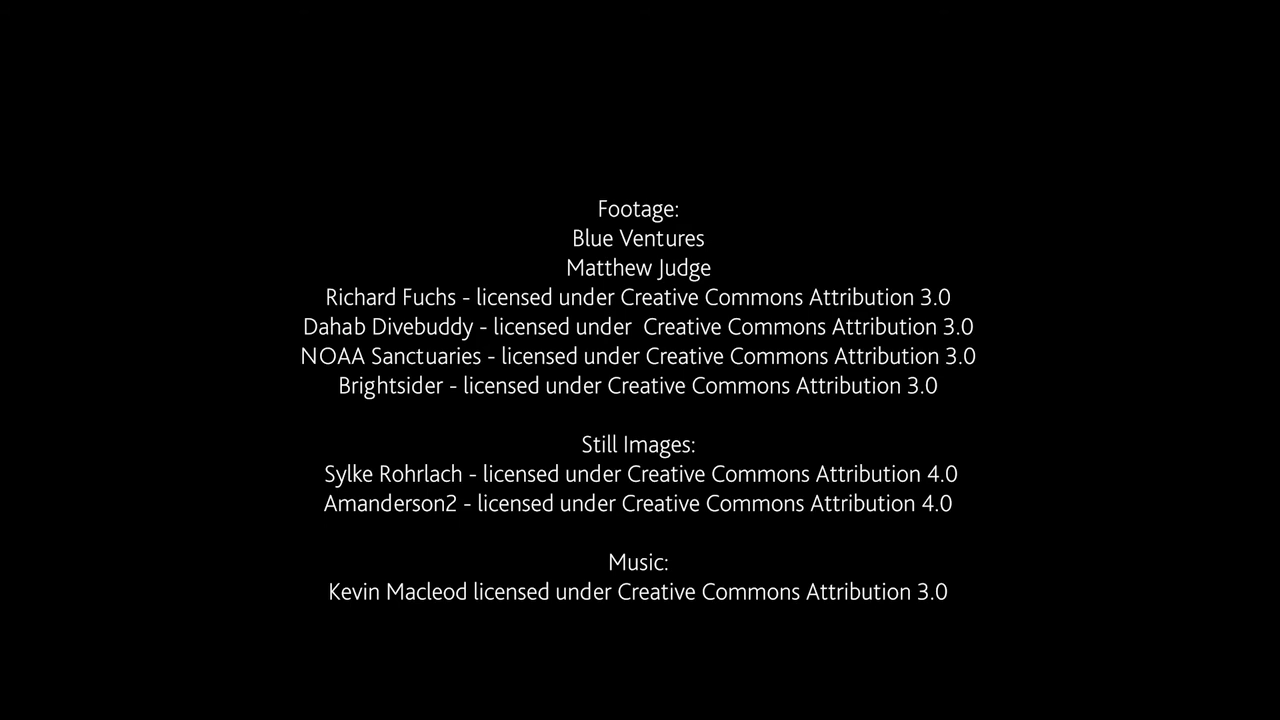 Footage:
Blue Ventures
Matthew Judge
Richard Fuchs - licensed under Creative Commons Attribution 3.0
Dahab Divebuddy - licensed under  Creative Commons Attribution 3.0
NOAA Sanctuaries - licensed under Creative Commons Attribution 3.0
Brightsider - licensed under Creative Commons Attribution 3.0
Still Images:
Sylke Rohrlach - licensed under Creative Commons Attribution 4.0
Amanderson2 - licensed under Creative Commons Attribution 4.0
Music:
Kevin Macleod licensed under Creative Commons Attribution 3.0